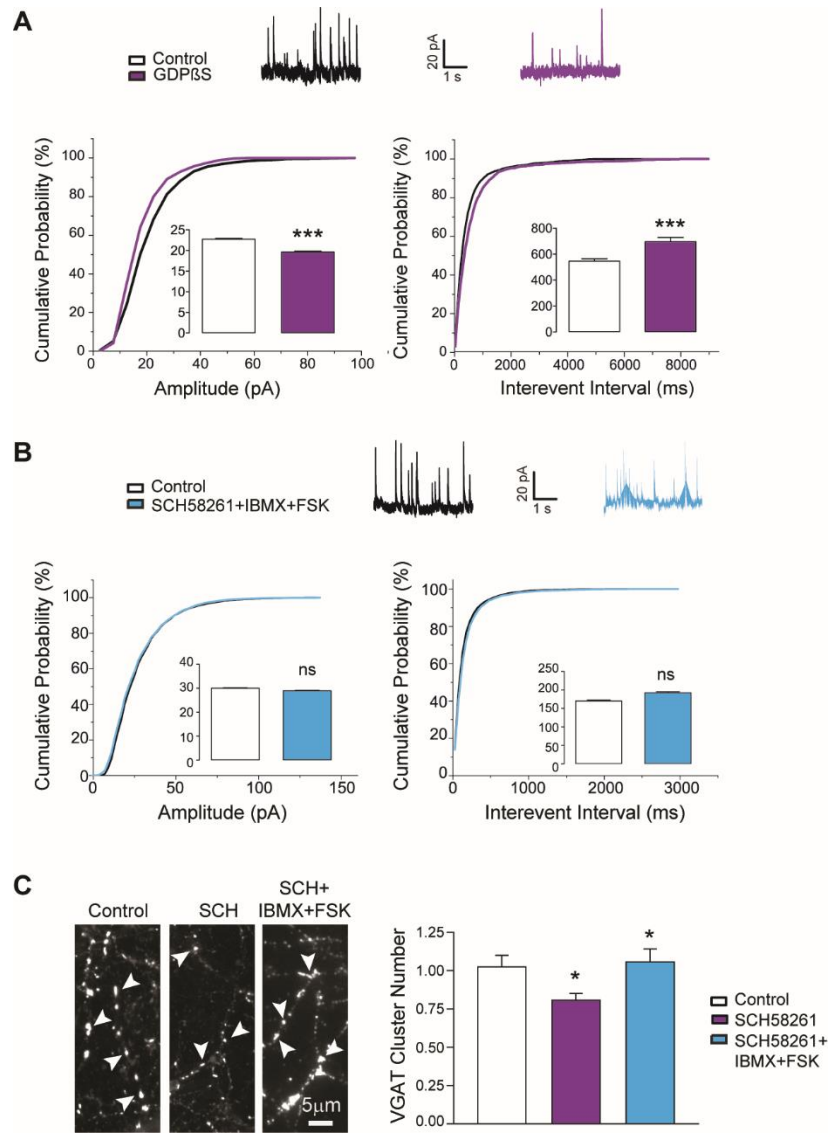 A
Control
GDPßS
20 pA
1 s
Cumulative Probability (%)
100
80
60
40
20
0
25
20
15
10
5
0
***
0 20 40 60 80 100
Amplitude (pA)
Cumulative Probability (%)
100
80
60
40
20
0
800
600
400
200
0
***
0 2000 4000 6000 8000
Interevent Interval (ms)
B
Control
SCH58261+IBMX+FSK
20 pA
1 s
Cumulative Probability (%)
100
80
60
40
20
0
40
30
20
10
0
ns
0 50 100 150
Amplitude (pA)
Cumulative Probability (%)
100
80
60
40
20
0
200
150
100
50
0
ns
0 1000 2000 3000
Interevent Interval (ms)
C
Control
SCH
SCH+
IBMX+FSK
5µm
VGAT Cluster Number
1.25
1.00
0.75
0.50
0.25
0.00
*
*
Control
SCH58261
SCH58261+
IBMX+FSK